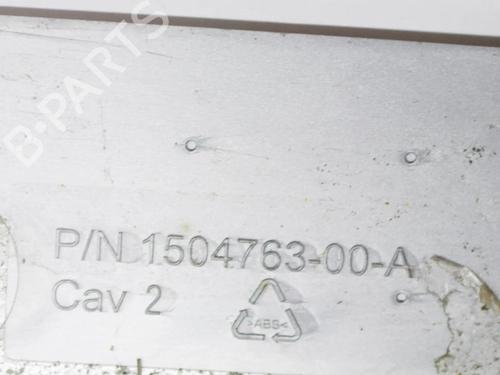 B-PARTS
P/N 1504763-00-A
Cav 2
>ABS<